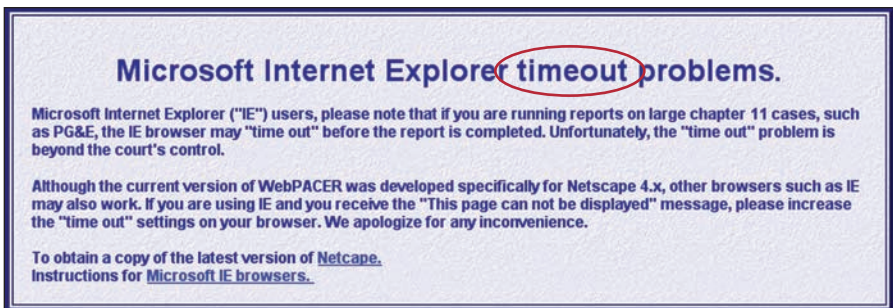 Microsoft Internet Explorer timeout problems.
Microsoft Internet Explorer ("IE") users, please note that if you are running reports on large chapter 11 cases, such
as PG&E, the IE browser may "time out" before the report is completed. Unfortunately, the "time out" problem is
beyond the court's control.
Although the current version of WebPACER was developed specifically for Netscape 4.x, other browsers such as IE
may also work. If you are using IE and you receive the "This page can not be displayed" message, please increase
the "time out" settings on your browser. We apologize for any inconvenience.
To obtain a copy of the latest version of Netcape.
Instructions for Microsoft IE browsers.